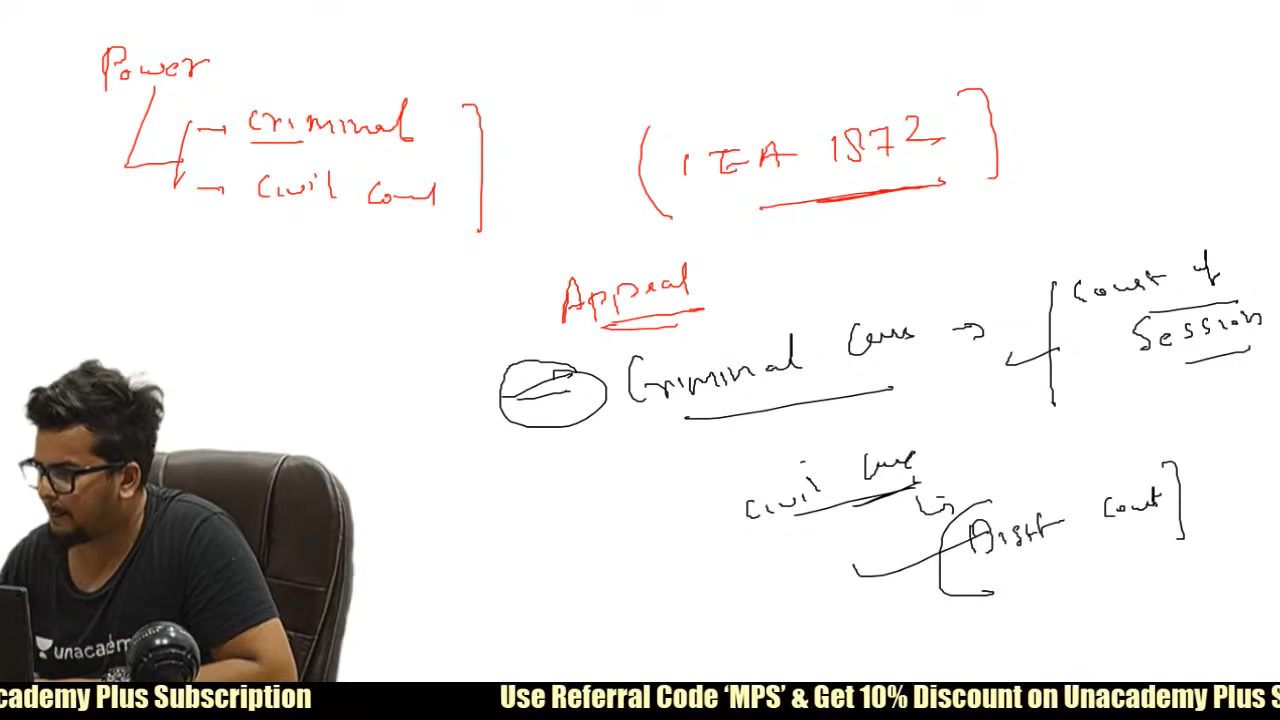 Power
→ criminal
→ civil court
(IEA 1872]
Appeal
Criminal case → Court of
Session
civil case
↳ [Distt court]
unacadem
academy Plus Subscription
Use Referral Code 'MPS' & Get 10% Discount on Unacademy Plus S